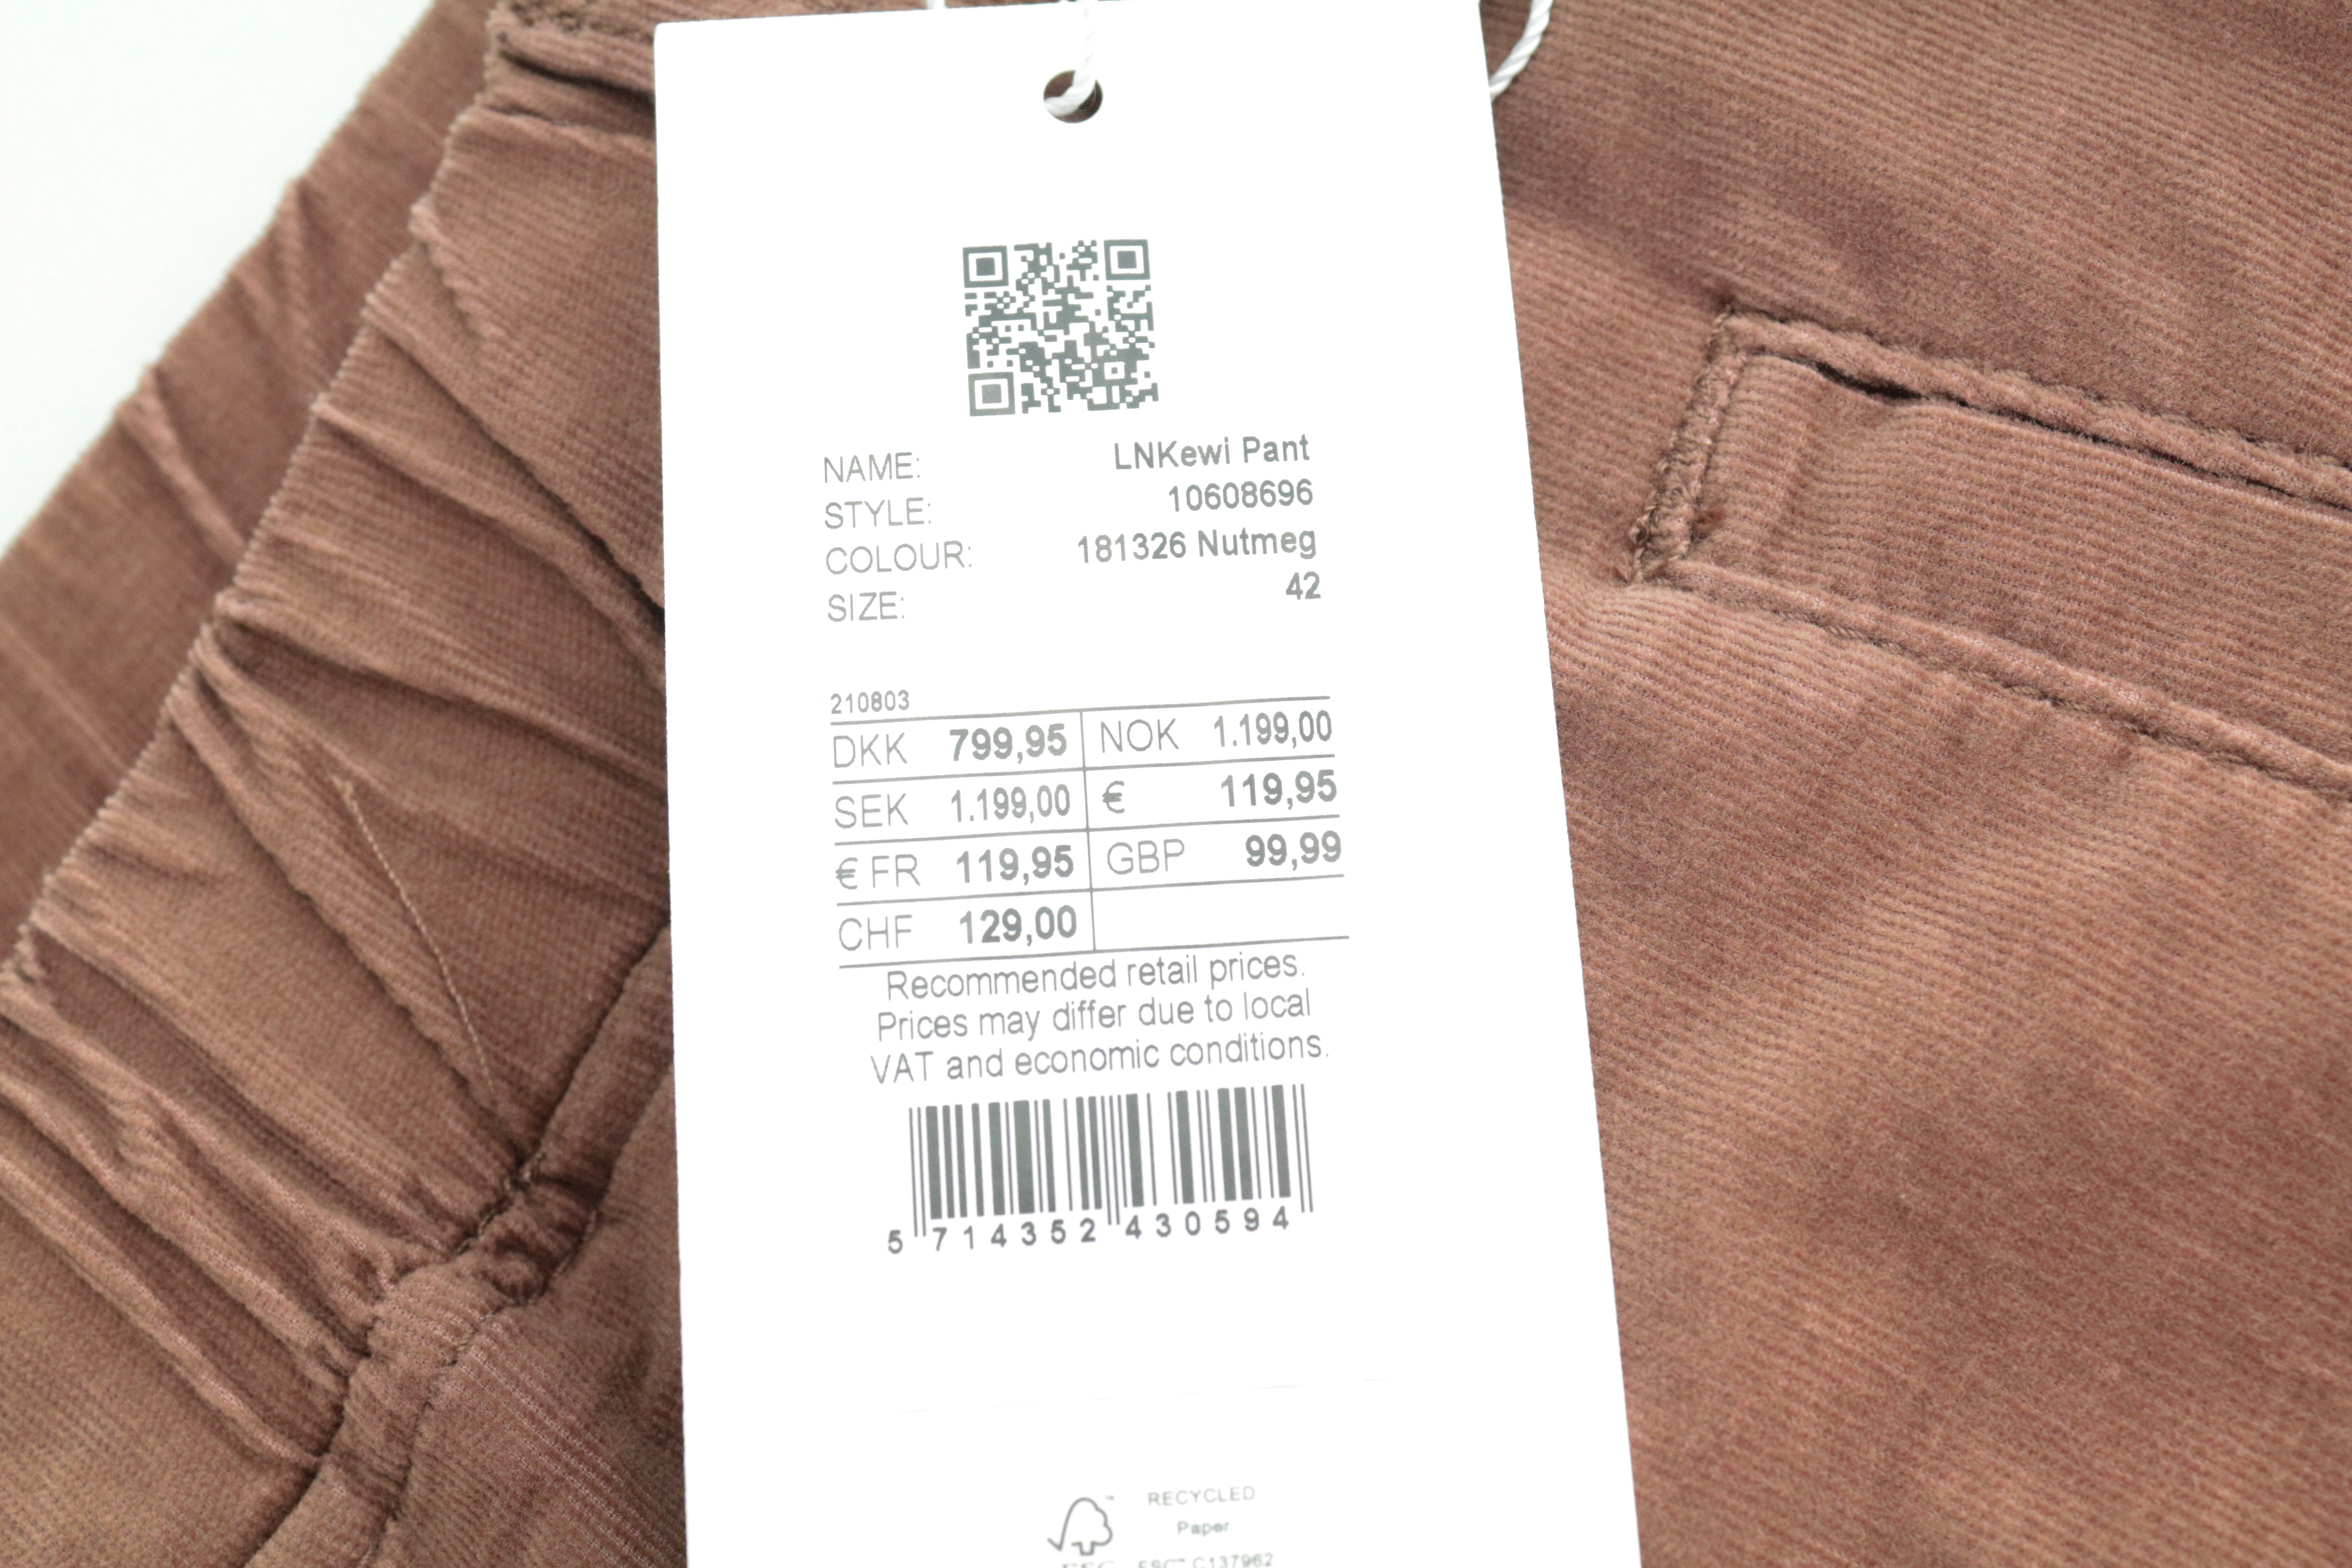 NAME: LNKewi Pant
STYLE: 10608696
COLOUR: 181326 Nutmeg
SIZE: 42
210803
DKK 799,95 NOK 1.199,00
SEK 1.199,00 € 119,95
€ FR 119,95 GBP 99,99
CHF 129,00
Recommended retail prices.
Prices may differ due to local
VAT and economic conditions.
5 714352 430594
RECYCLED
Paper
FSC™ C137962